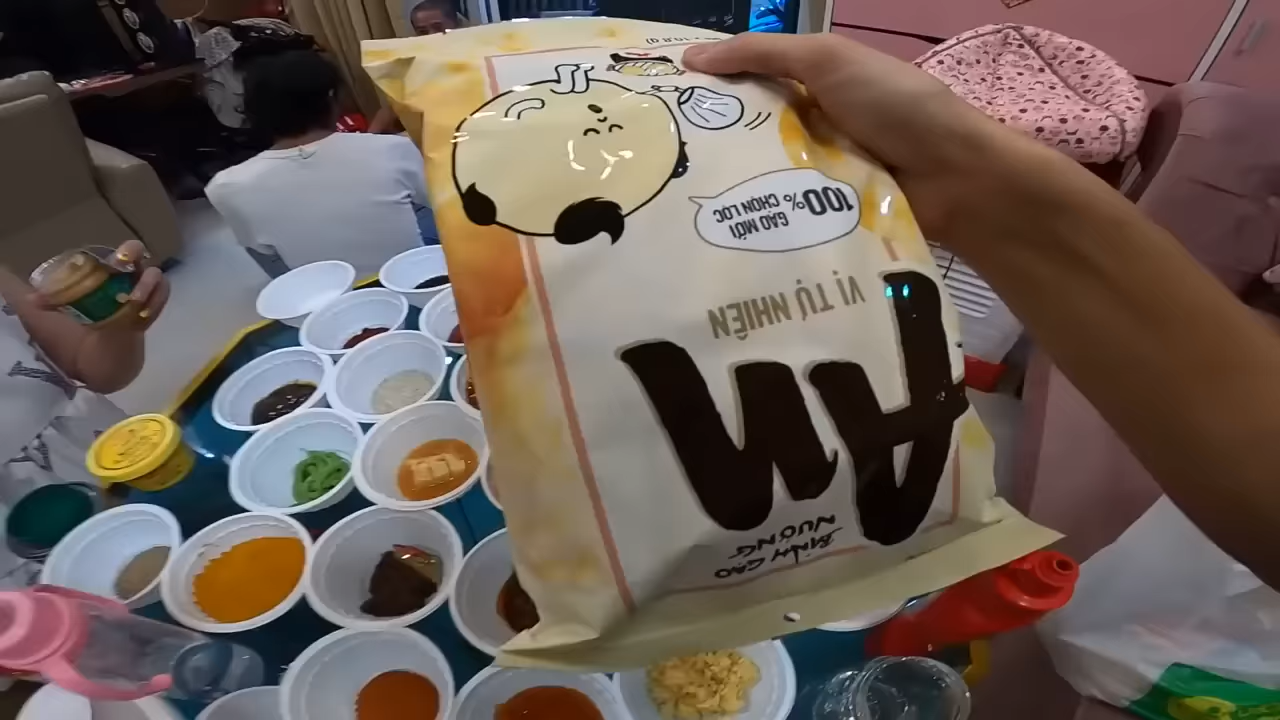 BÁNH GẠO
NƯỚNG
An
VỊ TỰ NHIÊN
100%
GẠO MỚI
CHỌN LỌC